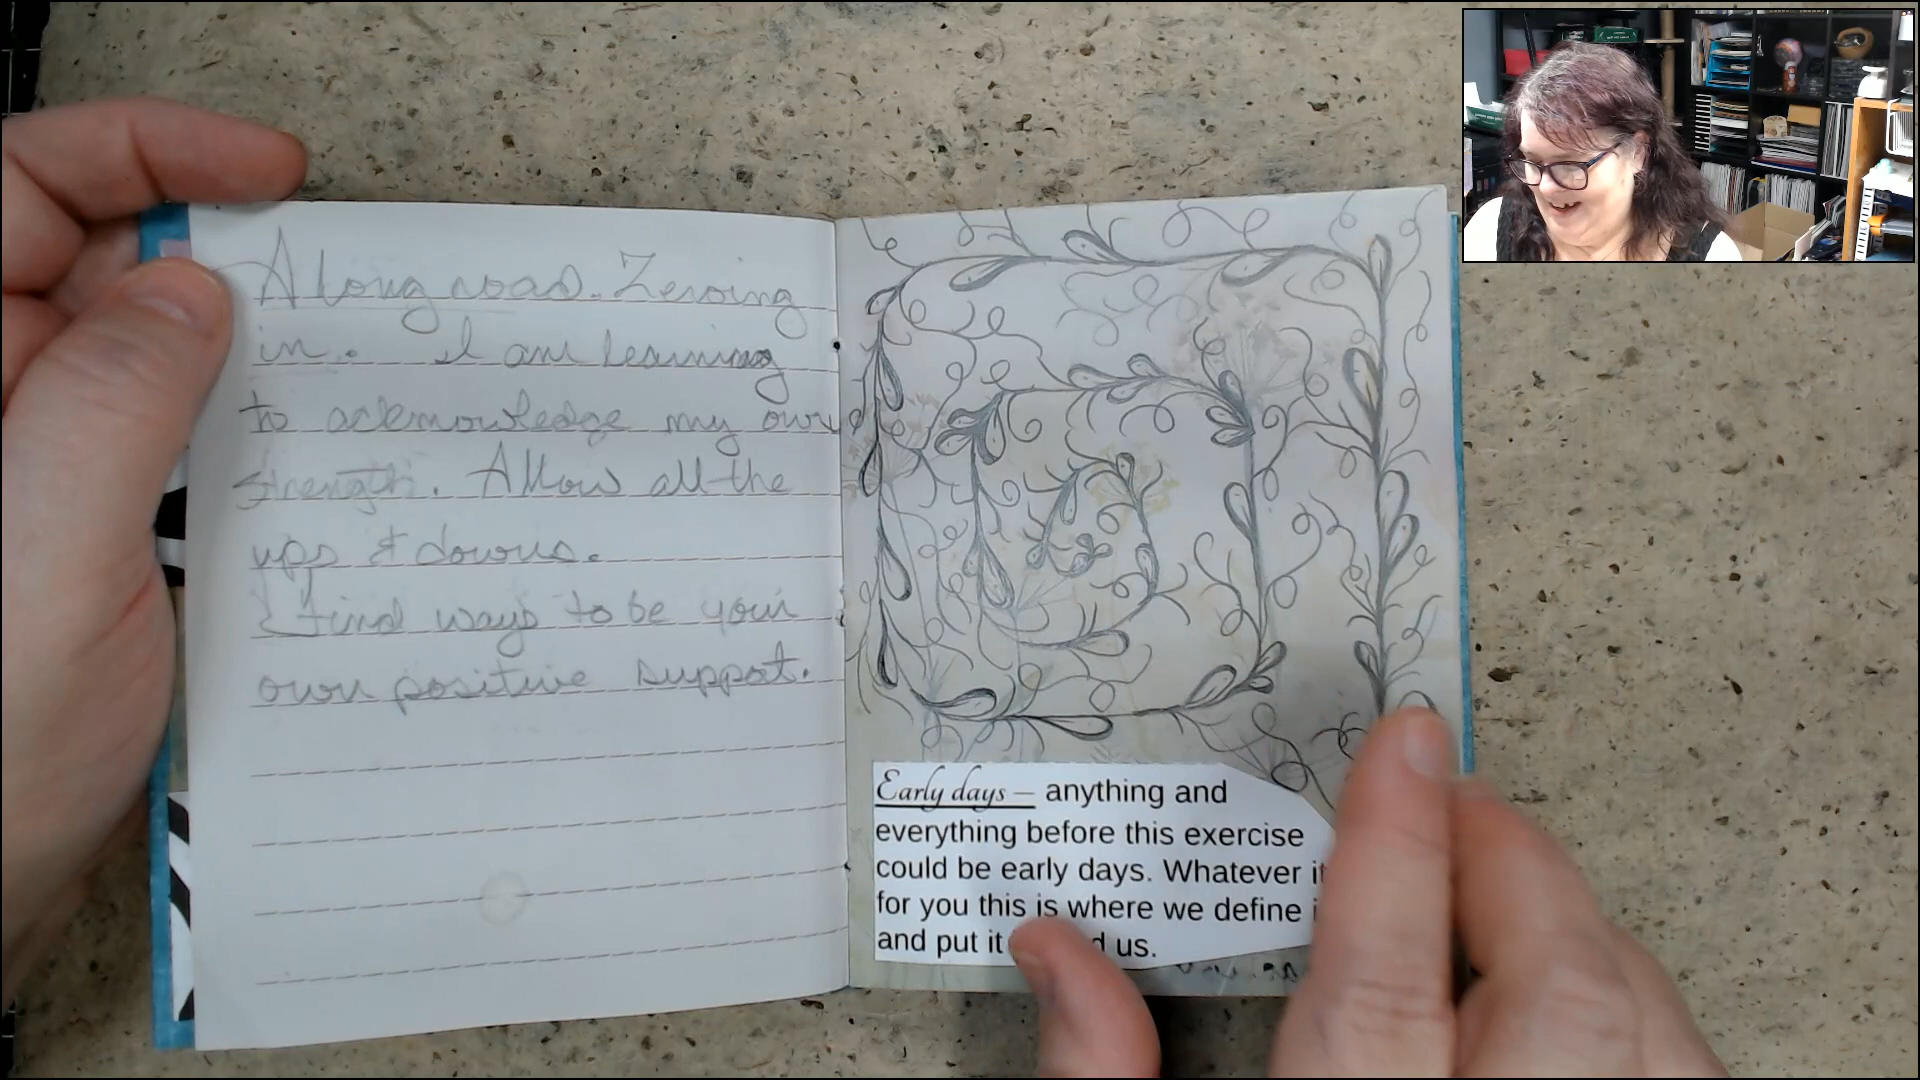 A long road. Zeroing
in. I am learning
to acknowledge my own
strength. Allow all the
ups & downs.
& find ways to be your
own positive support.
Early days — anything and
everything before this exercise
could be early days. Whatever it
for you this is where we define
and put it us.